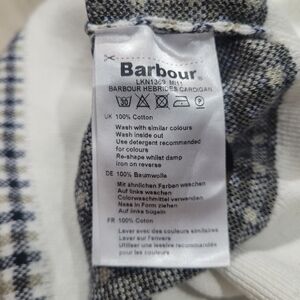 Barbour
BARBOUR HEBRIDES CARDIGAN
UK 100% Cotton
Wash with similar colours
Wash inside out
Use detergent recommended
for colours
Re-shape whilst damp
iron on reverse
DE 100% Baumwolle
Mit ähnlichen Farben waschen
Auf links waschen
Colorwaschmittel verwenden
Nass in Form ziehen
Auf links bügeln
FR 100% Coton
Laver avec des couleurs similaires
Laver sur l'envers
Utiliser une lessive recommandée
pour les couleurs